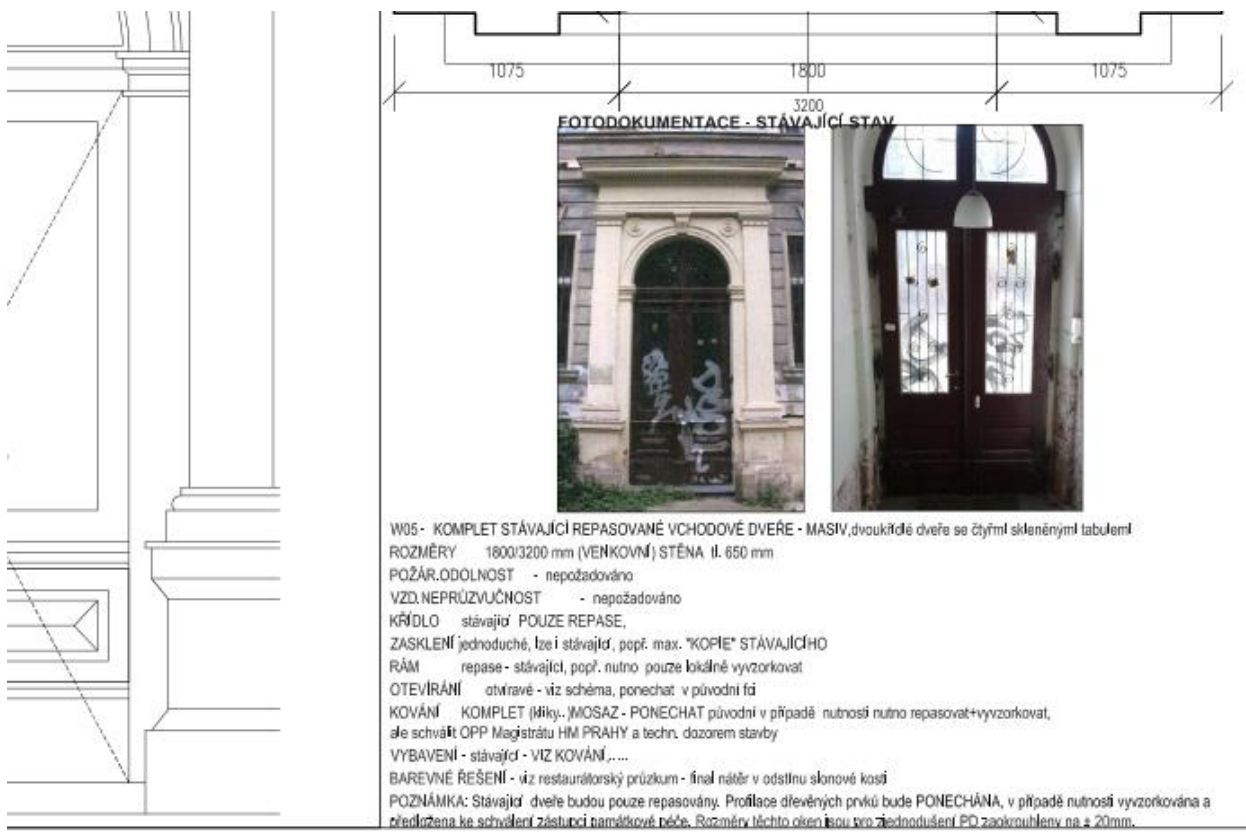 1075 1800 1075
3200
FOTODOKUMENTACE - STÁVAJÍCÍ STAV
W05 - KOMPLET STÁVAJÍCÍ REPASOVANÉ VCHODOVÉ DVEŘE - MASIV,dvoukřídlé dveře se čtyřmi skleněnými tabulemi
ROZMĚRY 1800/3200 mm (VENKOVNÍ) STĚNA tl. 650 mm
POŽÁR.ODOLNOST - nepožadováno
VZD.NEPRŮZVUČNOST - nepožadováno
KŘÍDLO stávající POUZE REPASE,
ZASKLENÍ jednoduché, lze i stávající, popř. max. "KOPIE" STÁVAJÍCÍHO
RÁM repase - stávající, popř. nutno pouze lokálně vyvzorkovat
OTEVÍRÁNÍ otvíravé - viz schéma, ponechat v původní fci
KOVÁNÍ KOMPLET (kliky..)MOSAZ - PONECHAT původní v případě nutnosti nutno repasovat+vyvzorkovat,
ale schválit OPP Magistrátu HM PRAHY a techn. dozorem stavby
VYBAVENÍ - stávající - VIZ KOVÁNÍ,....
BAREVNÉ ŘEŠENÍ - viz restaurátorský průzkum - final nátěr v odstínu slonové kosti
POZNÁMKA: Stávající dveře budou pouze repasovány. Profilace dřevěných prvků bude PONECHÁNA, v případě nutnosti vyvzorkována a
předložena ke schválení zástupci památkové péče. Rozměry těchto oken jsou pro zjednodušení PD zaokrouhleny na ± 20mm.